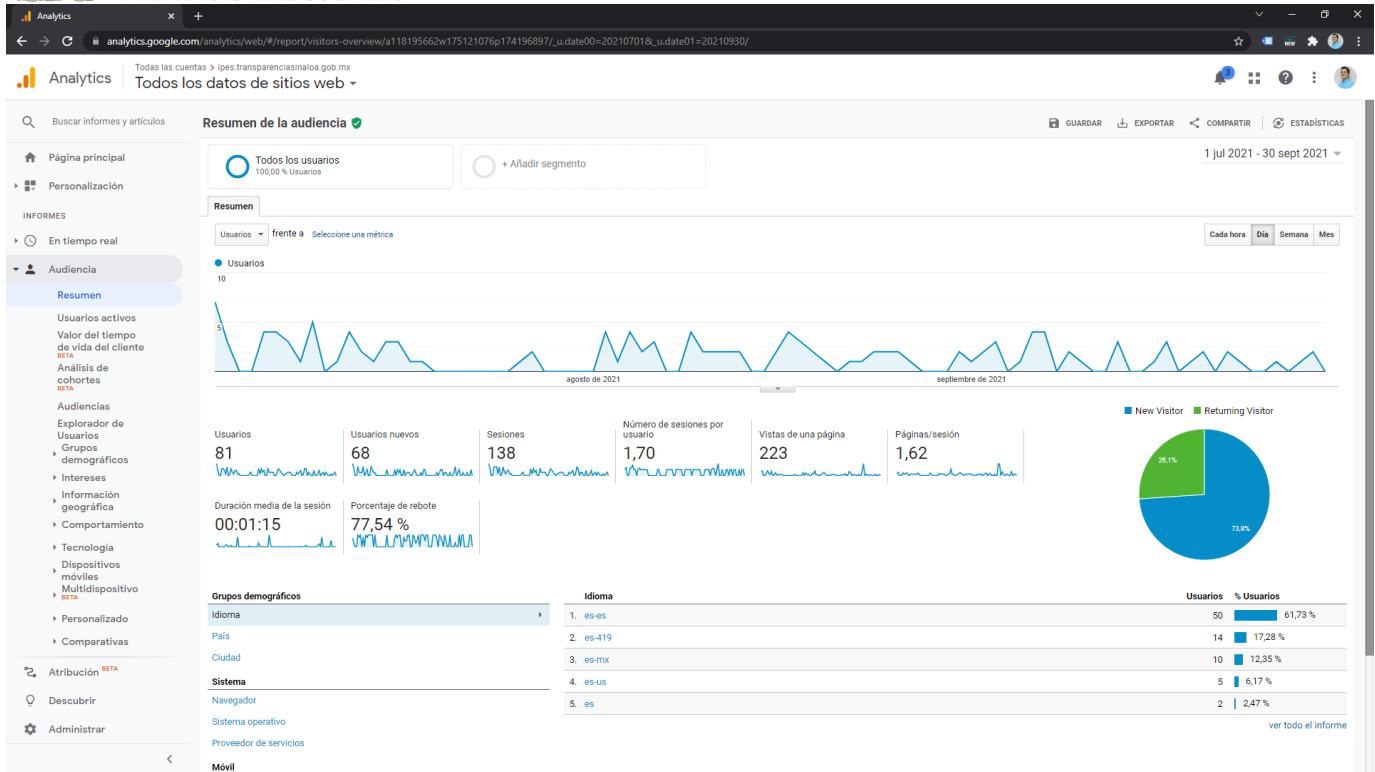 Analytics
analytics.google.com/analytics/web/#/report/visitors-overview/a118195662w175121076p174196897/_u.date00=20210701&_u.date01=20210930/
NEW
Analytics
Todas las cuentas > ipes.transparenciasinaloa.gob.mx
Todos los datos de sitios web
3
Buscar informes y artículos
Página principal
Personalización
INFORMES
En tiempo real
Audiencia
Resumen
Usuarios activos
Valor del tiempo
de vida del cliente
BETA
Análisis de
cohortes
BETA
Audiencias
Explorador de
Usuarios
Grupos
demográficos
Intereses
Información
geográfica
Comportamiento
Tecnología
Dispositivos
móviles
Multidispositivo
BETA
Personalizado
Comparativas
Atribución BETA
Descubrir
Administrar
Resumen de la audiencia
GUARDAR
EXPORTAR
COMPARTIR
ESTADÍSTICAS
Todos los usuarios
100,00 % Usuarios
+ Añadir segmento
1 jul 2021 - 30 sept 2021
Resumen
Usuarios frente a Seleccione una métrica
Cada hora Día Semana Mes
Usuarios
10
5
agosto de 2021
septiembre de 2021
New Visitor Returning Visitor
26,1%
73,9%
Usuarios
81
Usuarios nuevos
68
Sesiones
138
Número de sesiones por
usuario
1,70
Vistas de una página
223
Páginas/sesión
1,62
Duración media de la sesión
00:01:15
Porcentaje de rebote
77,54 %
Grupos demográficos
Idioma
País
Ciudad
Sistema
Navegador
Sistema operativo
Proveedor de servicios
Móvil
Idioma Usuarios % Usuarios
1. es-es 50 61,73 %
2. es-419 14 17,28 %
3. es-mx 10 12,35 %
4. es-us 5 6,17 %
5. es 2 2,47 %
ver todo el informe